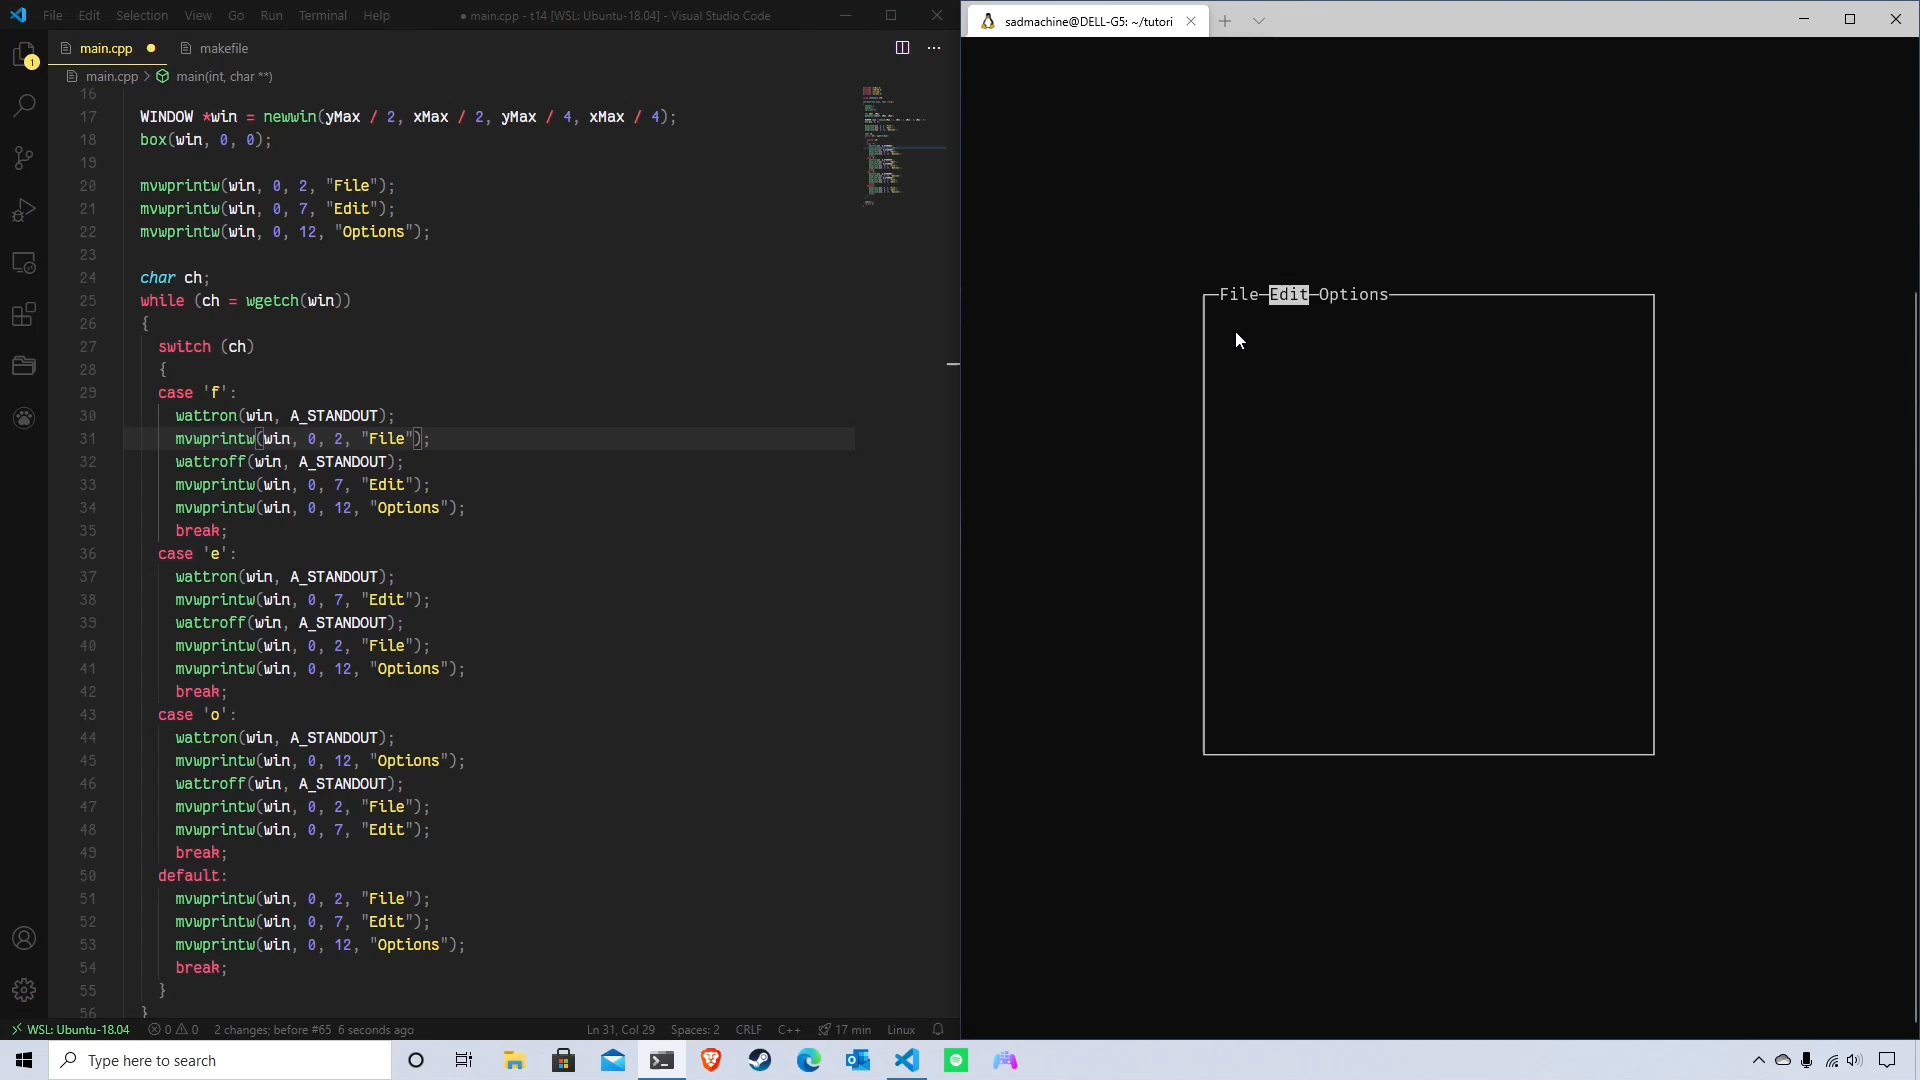 File Edit Selection View Go Run Terminal Help
● main.cpp - t14 [WSL: Ubuntu-18.04] - Visual Studio Code
main.cpp ● makefile
main.cpp > main(int, char **)
16
17 WINDOW *win = newwin(yMax / 2, xMax / 2, yMax / 4, xMax / 4);
18 box(win, 0, 0);
19
20 mvwprintw(win, 0, 2, "File");
21 mvwprintw(win, 0, 7, "Edit");
22 mvwprintw(win, 0, 12, "Options");
23
24 char ch;
25 while (ch = wgetch(win))
26 {
27 switch (ch)
28 {
29 case 'f':
30 wattron(win, A_STANDOUT);
31 mvwprintw(win, 0, 2, "File");
32 wattroff(win, A_STANDOUT);
33 mvwprintw(win, 0, 7, "Edit");
34 mvwprintw(win, 0, 12, "Options");
35 break;
36 case 'e':
37 wattron(win, A_STANDOUT);
38 mvwprintw(win, 0, 7, "Edit");
39 wattroff(win, A_STANDOUT);
40 mvwprintw(win, 0, 2, "File");
41 mvwprintw(win, 0, 12, "Options");
42 break;
43 case 'o':
44 wattron(win, A_STANDOUT);
45 mvwprintw(win, 0, 12, "Options");
46 wattroff(win, A_STANDOUT);
47 mvwprintw(win, 0, 2, "File");
48 mvwprintw(win, 0, 7, "Edit");
49 break;
50 default:
51 mvwprintw(win, 0, 2, "File");
52 mvwprintw(win, 0, 7, "Edit");
53 mvwprintw(win, 0, 12, "Options");
54 break;
55 }
56 }
1
WSL: Ubuntu-18.04 0 0 2 changes; before #65 6 seconds ago Ln 31, Col 29 Spaces: 2 CRLF C++ 17 min Linux
sadmachine@DELL-G5: ~/tutori
File Edit Options
Type here to search